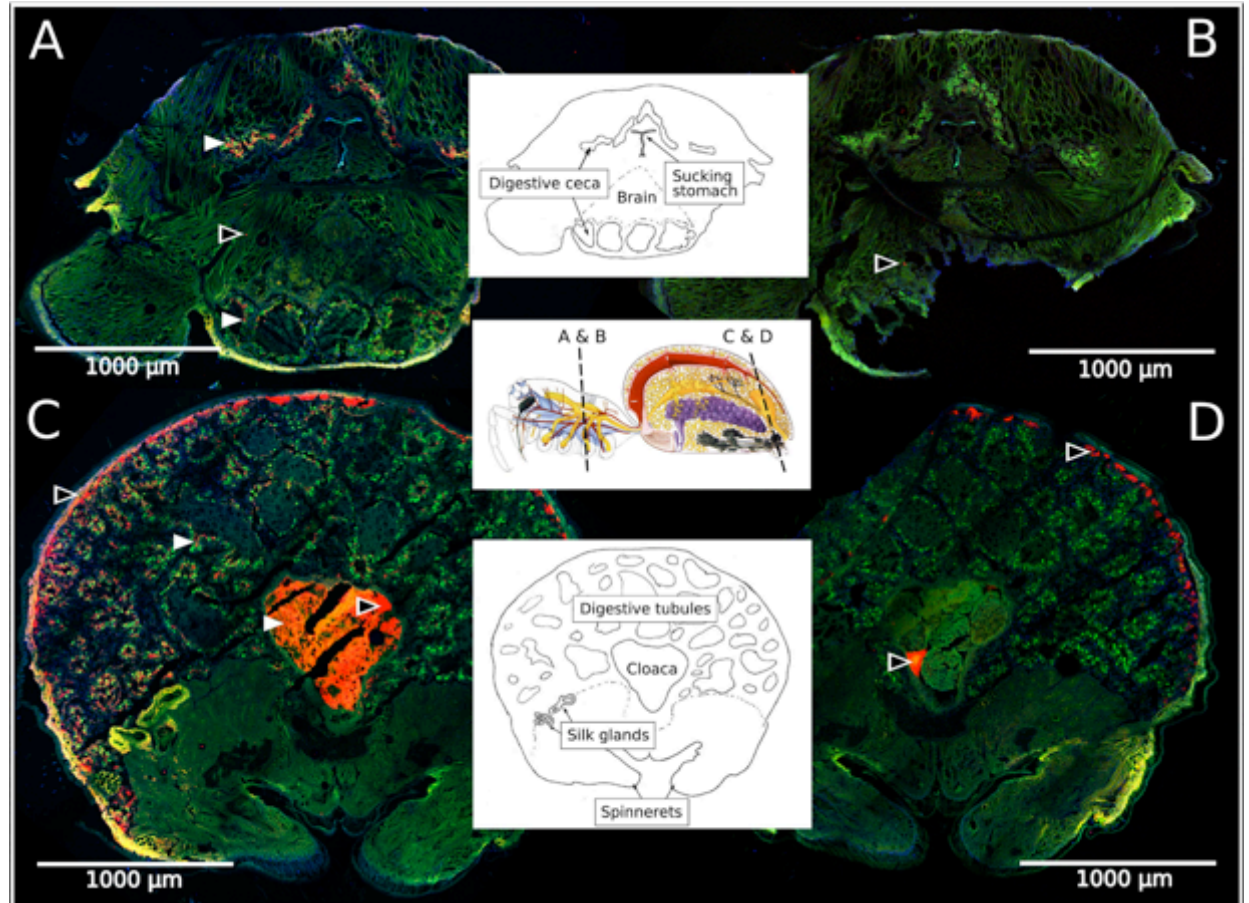 A
B
Digestive ceca
Brain
Sucking
stomach
1000 µm
1000 µm
A & B
C & D
C
D
Digestive tubules
Cloaca
Silk glands
Spinnerets
1000 µm
1000 µm